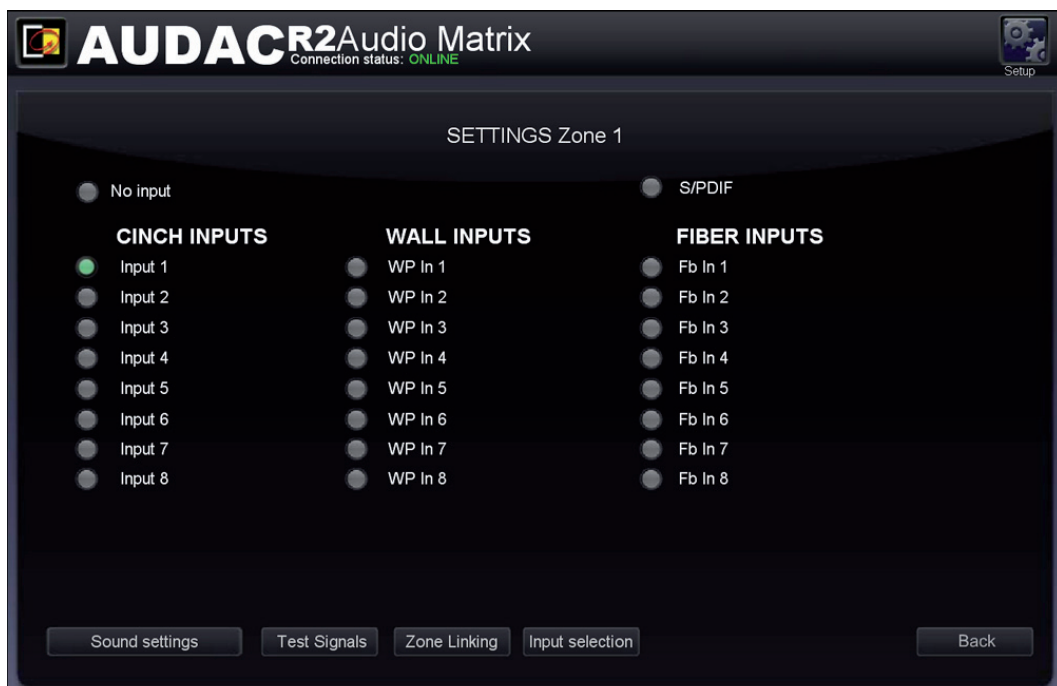 AUDAC R2 Audio Matrix
Connection status: ONLINE
Setup
SETTINGS Zone 1
No input
S/PDIF
CINCH INPUTS
Input 1
Input 2
Input 3
Input 4
Input 5
Input 6
Input 7
Input 8
WALL INPUTS
WP In 1
WP In 2
WP In 3
WP In 4
WP In 5
WP In 6
WP In 7
WP In 8
FIBER INPUTS
Fb In 1
Fb In 2
Fb In 3
Fb In 4
Fb In 5
Fb In 6
Fb In 7
Fb In 8
Sound settings
Test Signals
Zone Linking
Input selection
Back